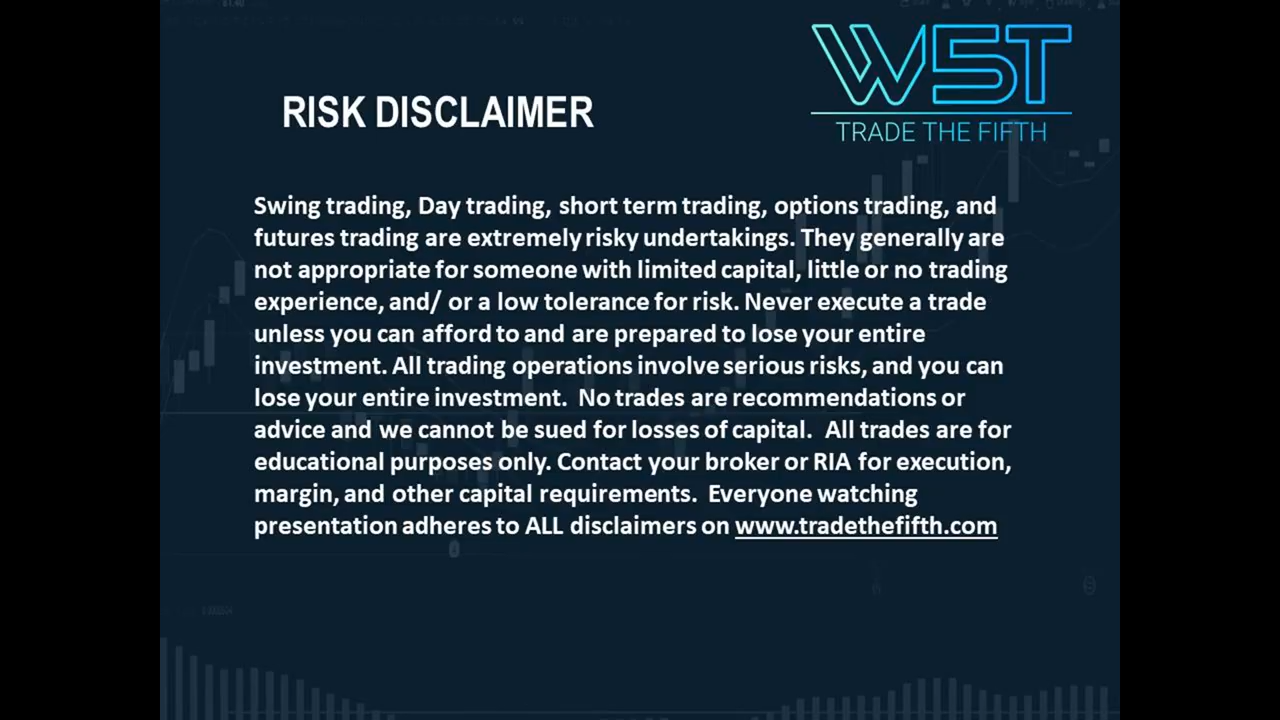 W5T
TRADE THE FIFTH
RISK DISCLAIMER
Swing trading, Day trading, short term trading, options trading, and
futures trading are extremely risky undertakings. They generally are
not appropriate for someone with limited capital, little or no trading
experience, and/ or a low tolerance for risk. Never execute a trade
unless you can afford to and are prepared to lose your entire
investment. All trading operations involve serious risks, and you can
lose your entire investment.  No trades are recommendations or
advice and we cannot be sued for losses of capital.  All trades are for
educational purposes only. Contact your broker or RIA for execution,
margin, and other capital requirements.  Everyone watching
presentation adheres to ALL disclaimers on www.tradethefifth.com